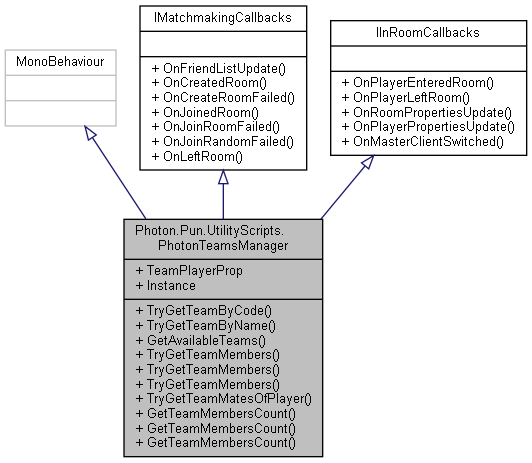 MonoBehaviour
IMatchmakingCallbacks
+ OnFriendListUpdate()
+ OnCreatedRoom()
+ OnCreateRoomFailed()
+ OnJoinedRoom()
+ OnJoinRoomFailed()
+ OnJoinRandomFailed()
+ OnLeftRoom()
IInRoomCallbacks
+ OnPlayerEnteredRoom()
+ OnPlayerLeftRoom()
+ OnRoomPropertiesUpdate()
+ OnPlayerPropertiesUpdate()
+ OnMasterClientSwitched()
Photon.Pun.UtilityScripts.
PhotonTeamsManager
+ TeamPlayerProp
+ Instance
+ TryGetTeamByCode()
+ TryGetTeamByName()
+ GetAvailableTeams()
+ TryGetTeamMembers()
+ TryGetTeamMembers()
+ TryGetTeamMembers()
+ TryGetTeamMatesOfPlayer()
+ GetTeamMembersCount()
+ GetTeamMembersCount()
+ GetTeamMembersCount()